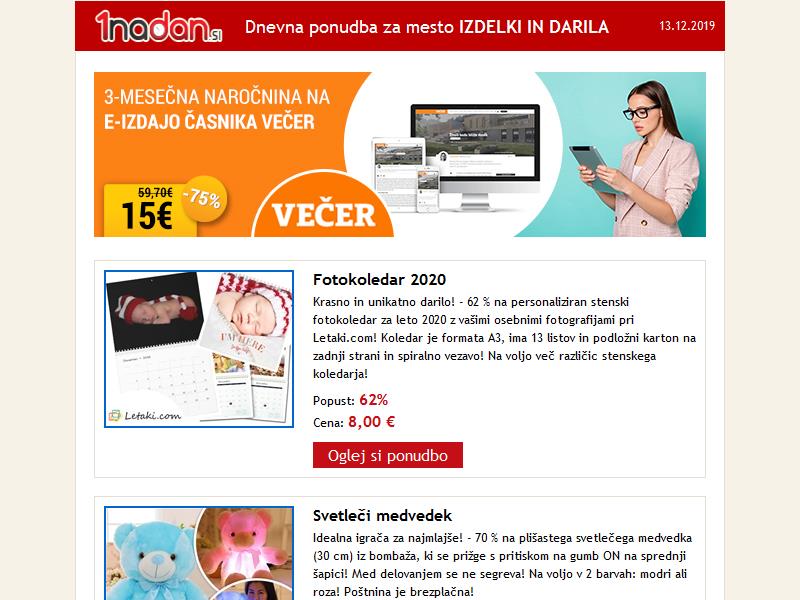 1nadan.si
Dnevna ponudba za mesto IZDELKI IN DARILA
13.12.2019
3-MESEČNA NAROČNINA NA
E-IZDAJO ČASNIKA VEČER
59,70€
-75%
15€
VEČER
Fotokoledar 2020
Krasno in unikatno darilo! - 62 % na personaliziran stenski
fotokoledar za leto 2020 z vašimi osebnimi fotografijami pri
Letaki.com! Koledar je formata A3, ima 13 listov in podložni karton na
zadnji strani in spiralno vezavo! Na voljo več različic stenskega
koledarja!
I'M HERE
Letaki.com
Popust: 62%
Cena: 8,00 €
Oglej si ponudbo
Svetleči medvedek
Idealna igrača za najmlajše! - 70 % na plišastega svetlečega medvedka
(30 cm) iz bombaža, ki se prižge s pritiskom na gumb ON na sprednji
šapici! Med delovanjem se ne segreva! Na voljo v 2 barvah: modri ali
roza! Poštnina je brezplačna!